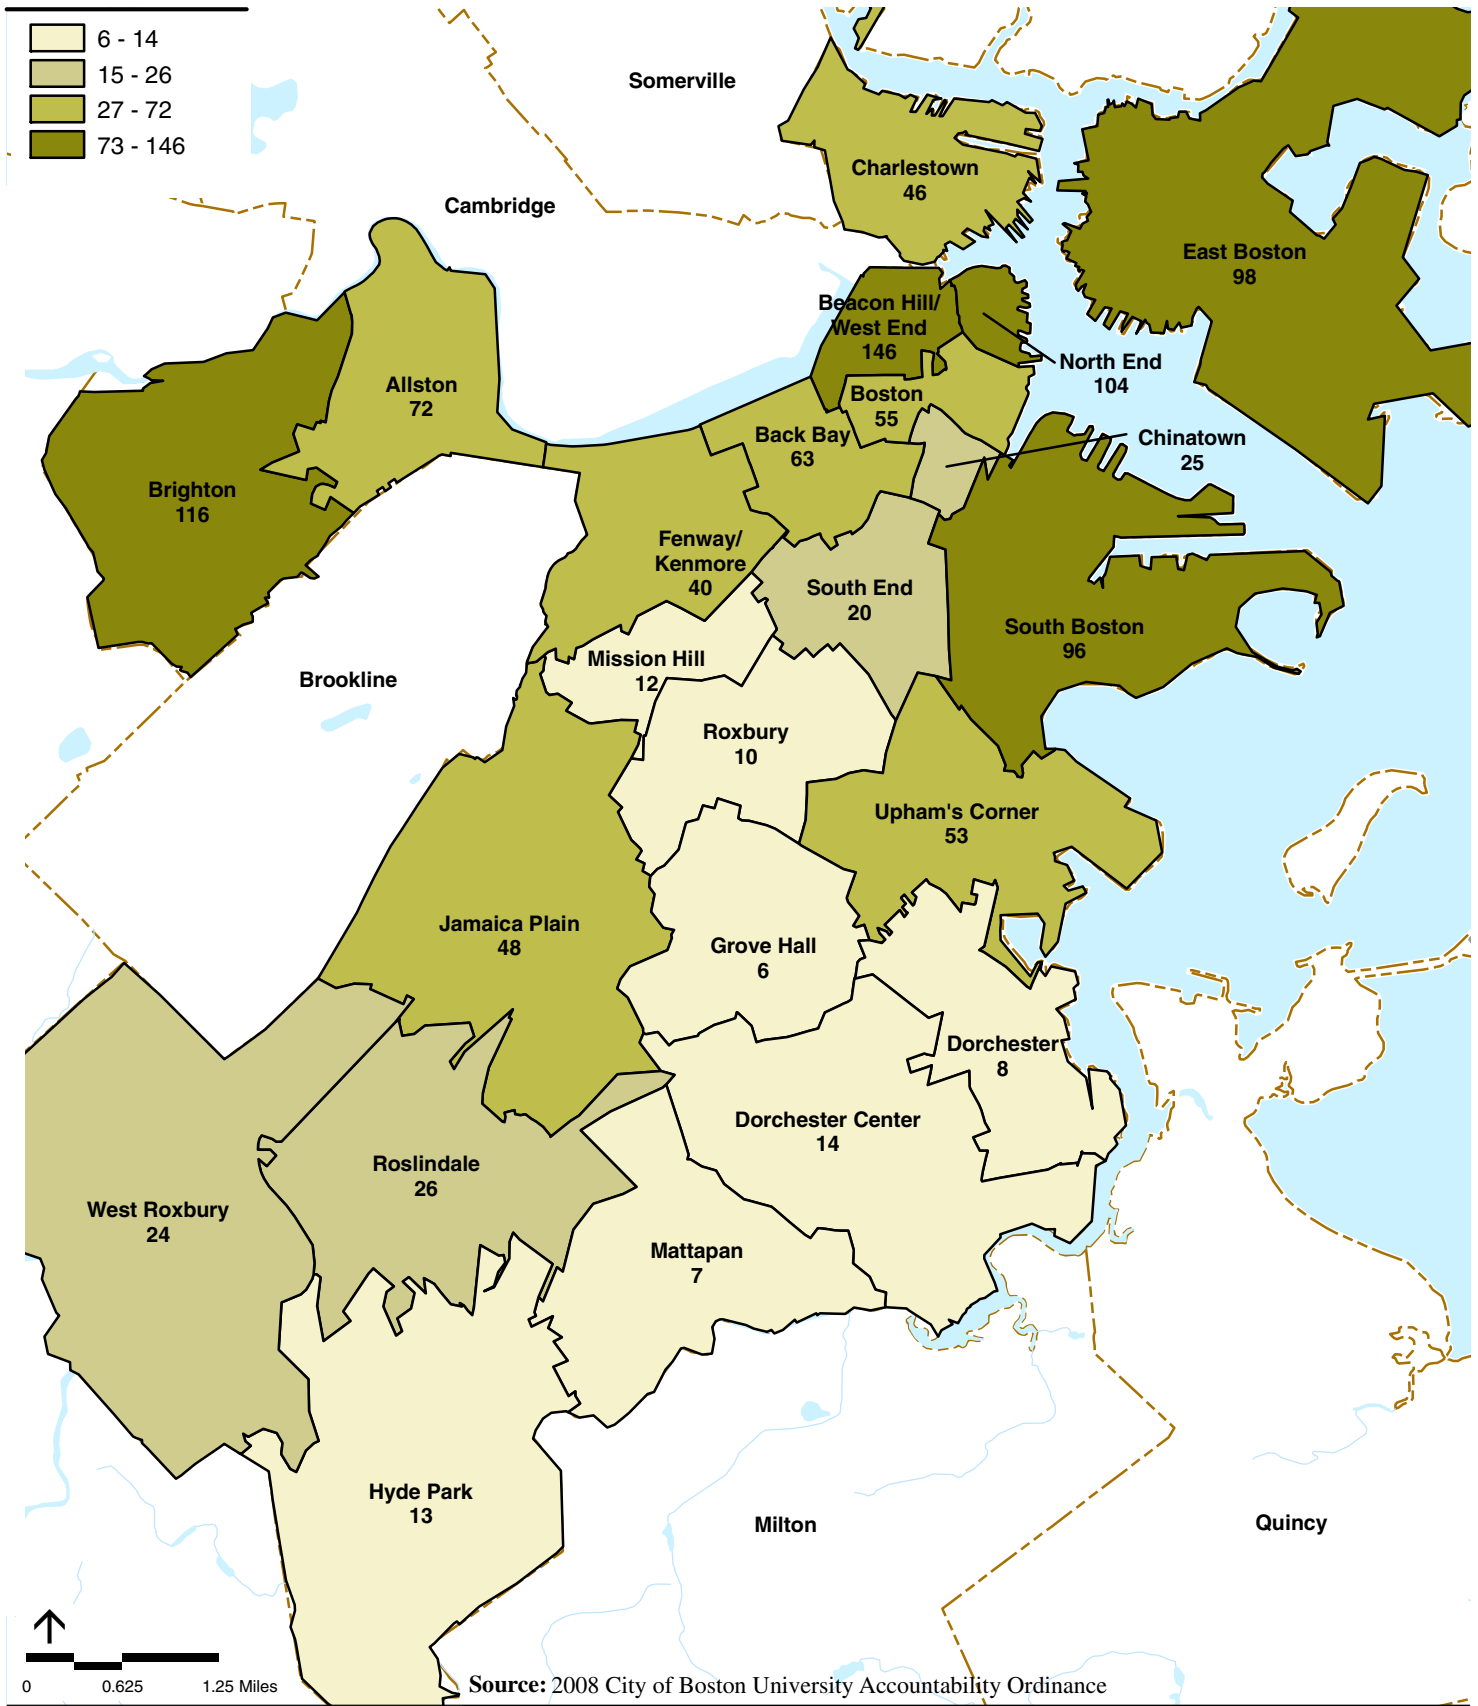 6 - 14
15 - 26
27 - 72
73 - 146
Somerville
Cambridge
Charlestown
46
East Boston
98
Beacon Hill/
West End
146
North End
104
Allston
72
Boston
55
Back Bay
63
Chinatown
25
Brighton
116
Fenway/
Kenmore
40
South End
20
South Boston
96
Mission Hill
12
Brookline
Roxbury
10
Upham's Corner
53
Jamaica Plain
48
Grove Hall
6
Dorchester
8
Dorchester Center
14
Roslindale
26
West Roxbury
24
Mattapan
7
Hyde Park
13
Milton
Quincy
0 0.625 1.25 Miles
Source: 2008 City of Boston University Accountability Ordinance